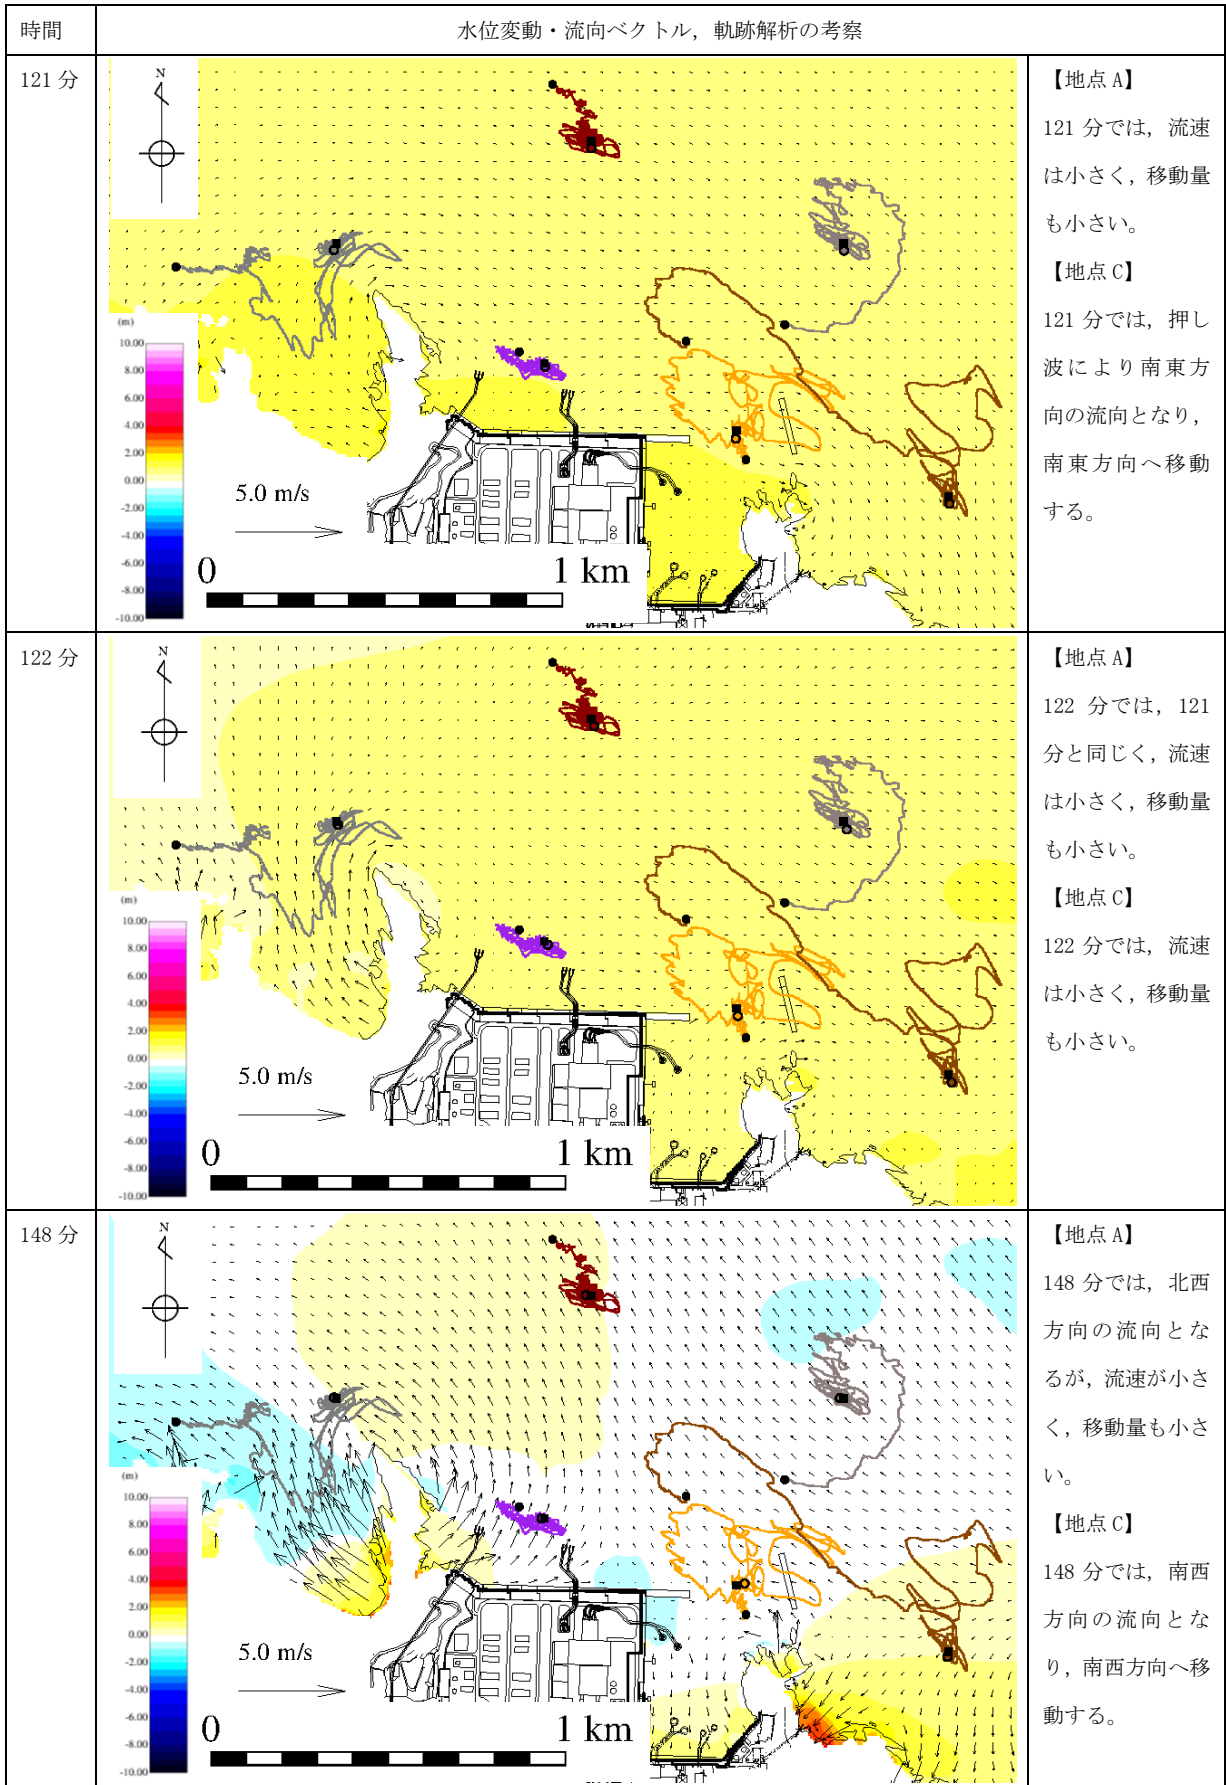 時間
水位変動・流向ベクトル，軌跡解析の考察
121 分
N
(m)
10.00
8.00
6.00
4.00
2.00
0.00
-2.00
-4.00
-6.00
-8.00
-10.00
5.0 m/s
0
1 km
【地点 A】
121 分では，流速
は小さく，移動量
も小さい。
【地点 C】
121 分では，押し
波により南東方
向の流向となり，
南東方向へ移動
する。
122 分
N
(m)
10.00
8.00
6.00
4.00
2.00
0.00
-2.00
-4.00
-6.00
-8.00
-10.00
5.0 m/s
0
1 km
【地点 A】
122 分では，121
分と同じく，流速
は小さく，移動量
も小さい。
【地点 C】
122 分では，流速
は小さく，移動量
も小さい。
148 分
N
(m)
10.00
8.00
6.00
4.00
2.00
0.00
-2.00
-4.00
-6.00
-8.00
-10.00
5.0 m/s
0
1 km
【地点 A】
148 分では，北西
方向の流向とな
るが，流速が小さ
く，移動量も小さ
い。
【地点 C】
148 分では，南西
方向の流向とな
り，南西方向へ移
動する。